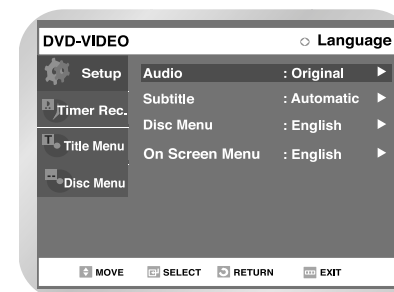 DVD-VIDEO Language
Setup Audio : Original ►
Timer Rec. Subtitle : Automatic ►
Disc Menu : English ►
Title Menu On Screen Menu : English ►
Disc Menu
MOVE SELECT RETURN EXIT